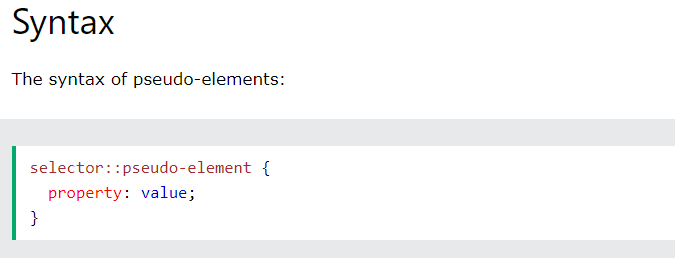 Syntax
The syntax of pseudo-elements:
selector::pseudo-element {
  property: value;
}